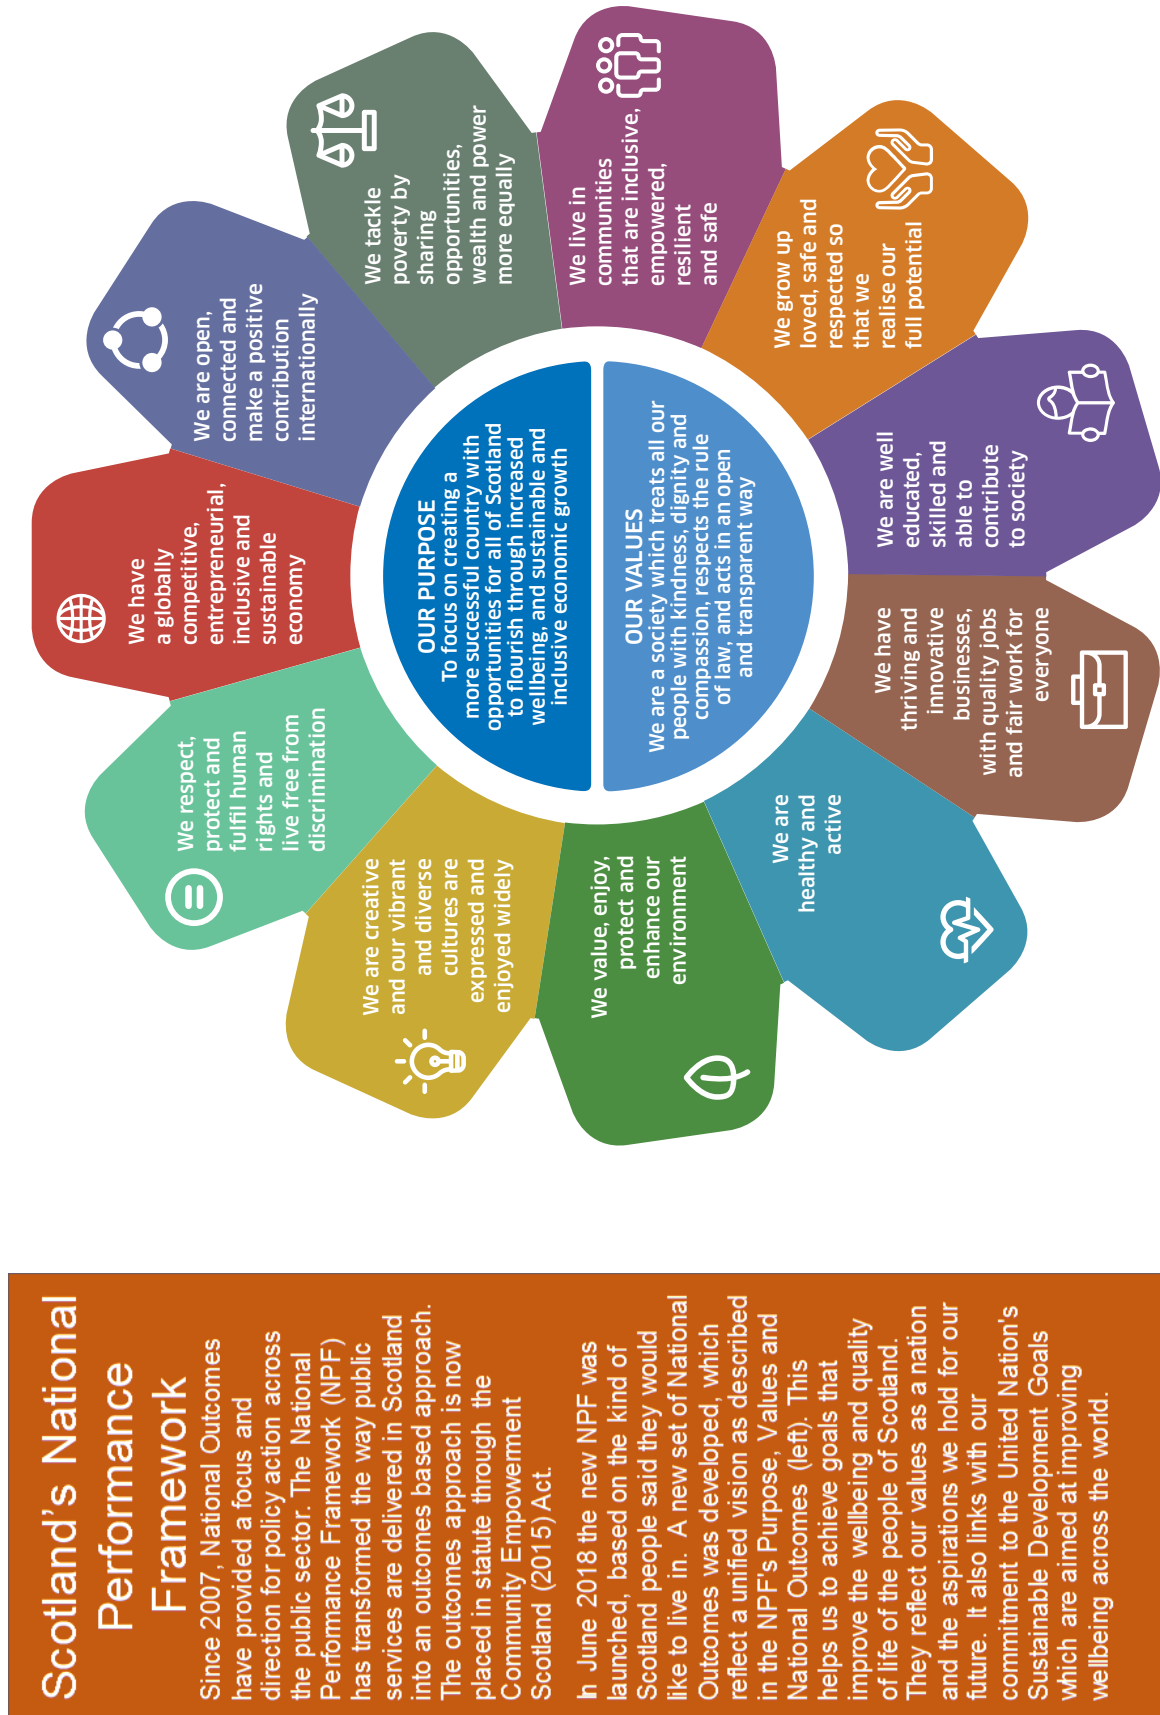 Scotland's National
Performance
Framework
Since 2007, National Outcomes
have provided a focus and
direction for policy action across
the public sector. The National
Performance Framework (NPF)
has transformed the way public
services are delivered in Scotland
into an outcomes based approach.
The outcomes approach is now
placed in statute through the
Community Empowerment
Scotland (2015) Act.
In June 2018 the new NPF was
launched, based on the kind of
Scotland people said they would
like to live in. A new set of National
Outcomes was developed, which
reflect a unified vision as described
in the NPF's Purpose, Values and
National Outcomes (left). This
helps us to achieve goals that
improve the wellbeing and quality
of life of the people of Scotland.
They reflect our values as a nation
and the aspirations we hold for our
future. It also links with our
commitment to the United Nation's
Sustainable Development Goals
which are aimed at improving
wellbeing across the world.
We have
a globally
competitive,
entrepreneurial,
inclusive and
sustainable
economy
We are open,
connected and
make a positive
contribution
internationally
We tackle
poverty by
sharing
opportunities,
wealth and power
more equally
We live in
communities
that are inclusive,
empowered,
resilient
and safe
We grow up
loved, safe and
respected so
that we
realise our
full potential
We are well
educated,
skilled and
able to
contribute
to society
We have
thriving and
innovative
businesses,
with quality jobs
and fair work for
everyone
We are
healthy and
active
We value, enjoy,
protect and
enhance our
environment
We are creative
and our vibrant
and diverse
cultures are
expressed and
enjoyed widely
We respect,
protect and
fulfil human
rights and
live free from
discrimination
OUR PURPOSE
To focus on creating a
more successful country with
opportunities for all of Scotland
to flourish through increased
wellbeing, and sustainable and
inclusive economic growth
OUR VALUES
We are a society which treats all our
people with kindness, dignity and
compassion, respects the rule
of law, and acts in an open
and transparent way